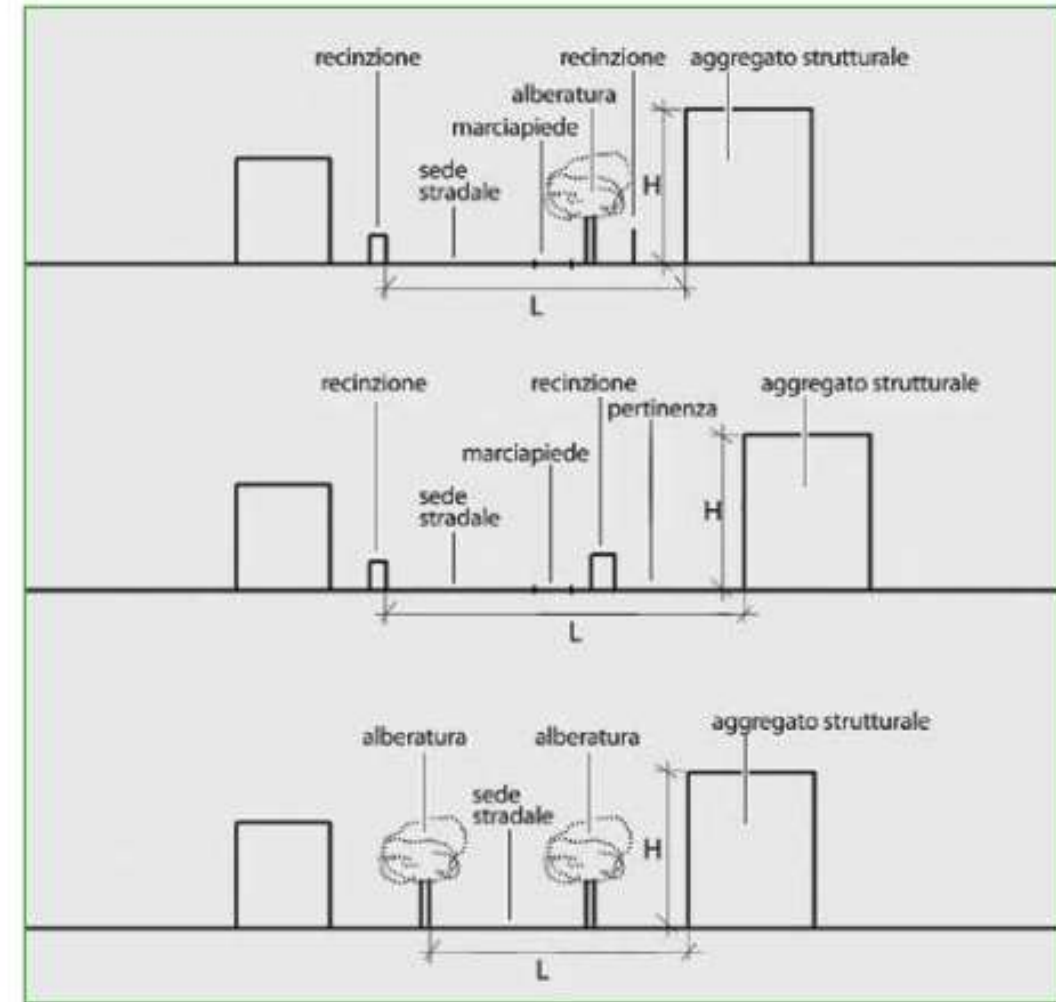 recinzione
recinzione
aggregato strutturale
alberatura
marciapiede
sede
stradale
H
L
recinzione
recinzione
aggregato strutturale
pertinenza
marciapiede
sede
stradale
H
L
alberatura
alberatura
aggregato strutturale
sede
stradale
H
L